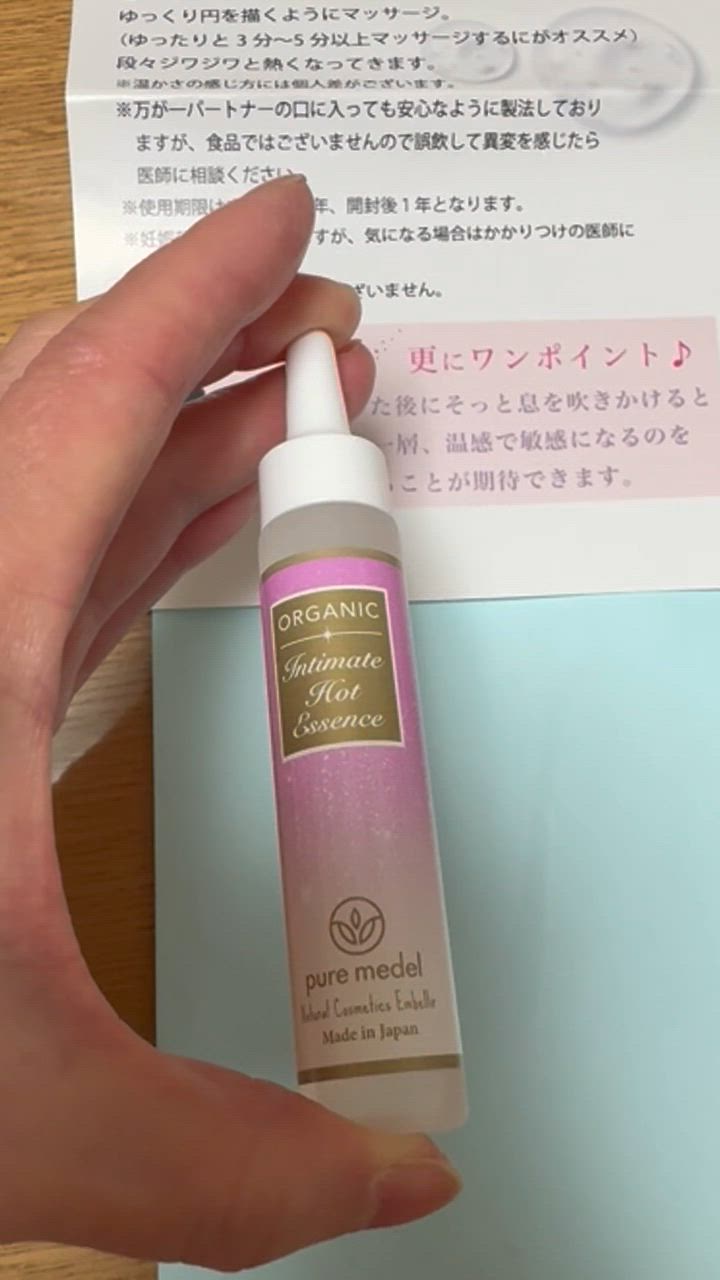 ゆっくり円を描くようにマッサージ。
(ゆったりと3分〜5分以上マッサージするにがオススメ)
段々ジワジワと熱くなってきます。
※温かさの感じ方には個人差がございます。
※万が一パートナーの口に入っても安心なように製法しており
ますが、食品ではございませんので誤飲して異変を感じたら
医師に相談ください。
※使用期限は 年、開封後1年となります。
※妊娠 すが、気になる場合はかかりつけの医師に
ざいません。
更にワンポイント♪
た後にそっと息を吹きかけると
一層、温感で敏感になるのを
ことが期待できます。
ORGANIC
Intimate
Hot
Essence
pure medel
Natural Cosmetics Embellir
Made in Japan